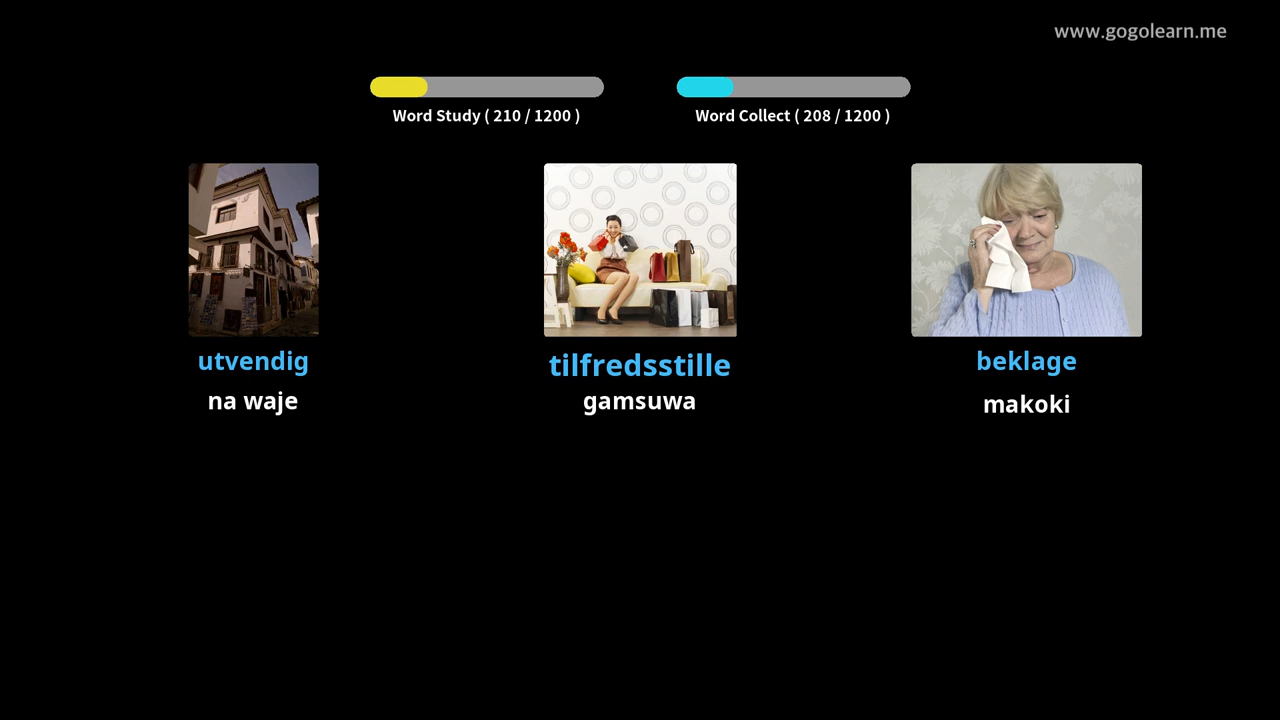 www.gogolearn.me
Word Study ( 210 / 1200 )
Word Collect ( 208 / 1200 )
utvendig
tilfredsstille
beklage
na waje
gamsuwa
makoki